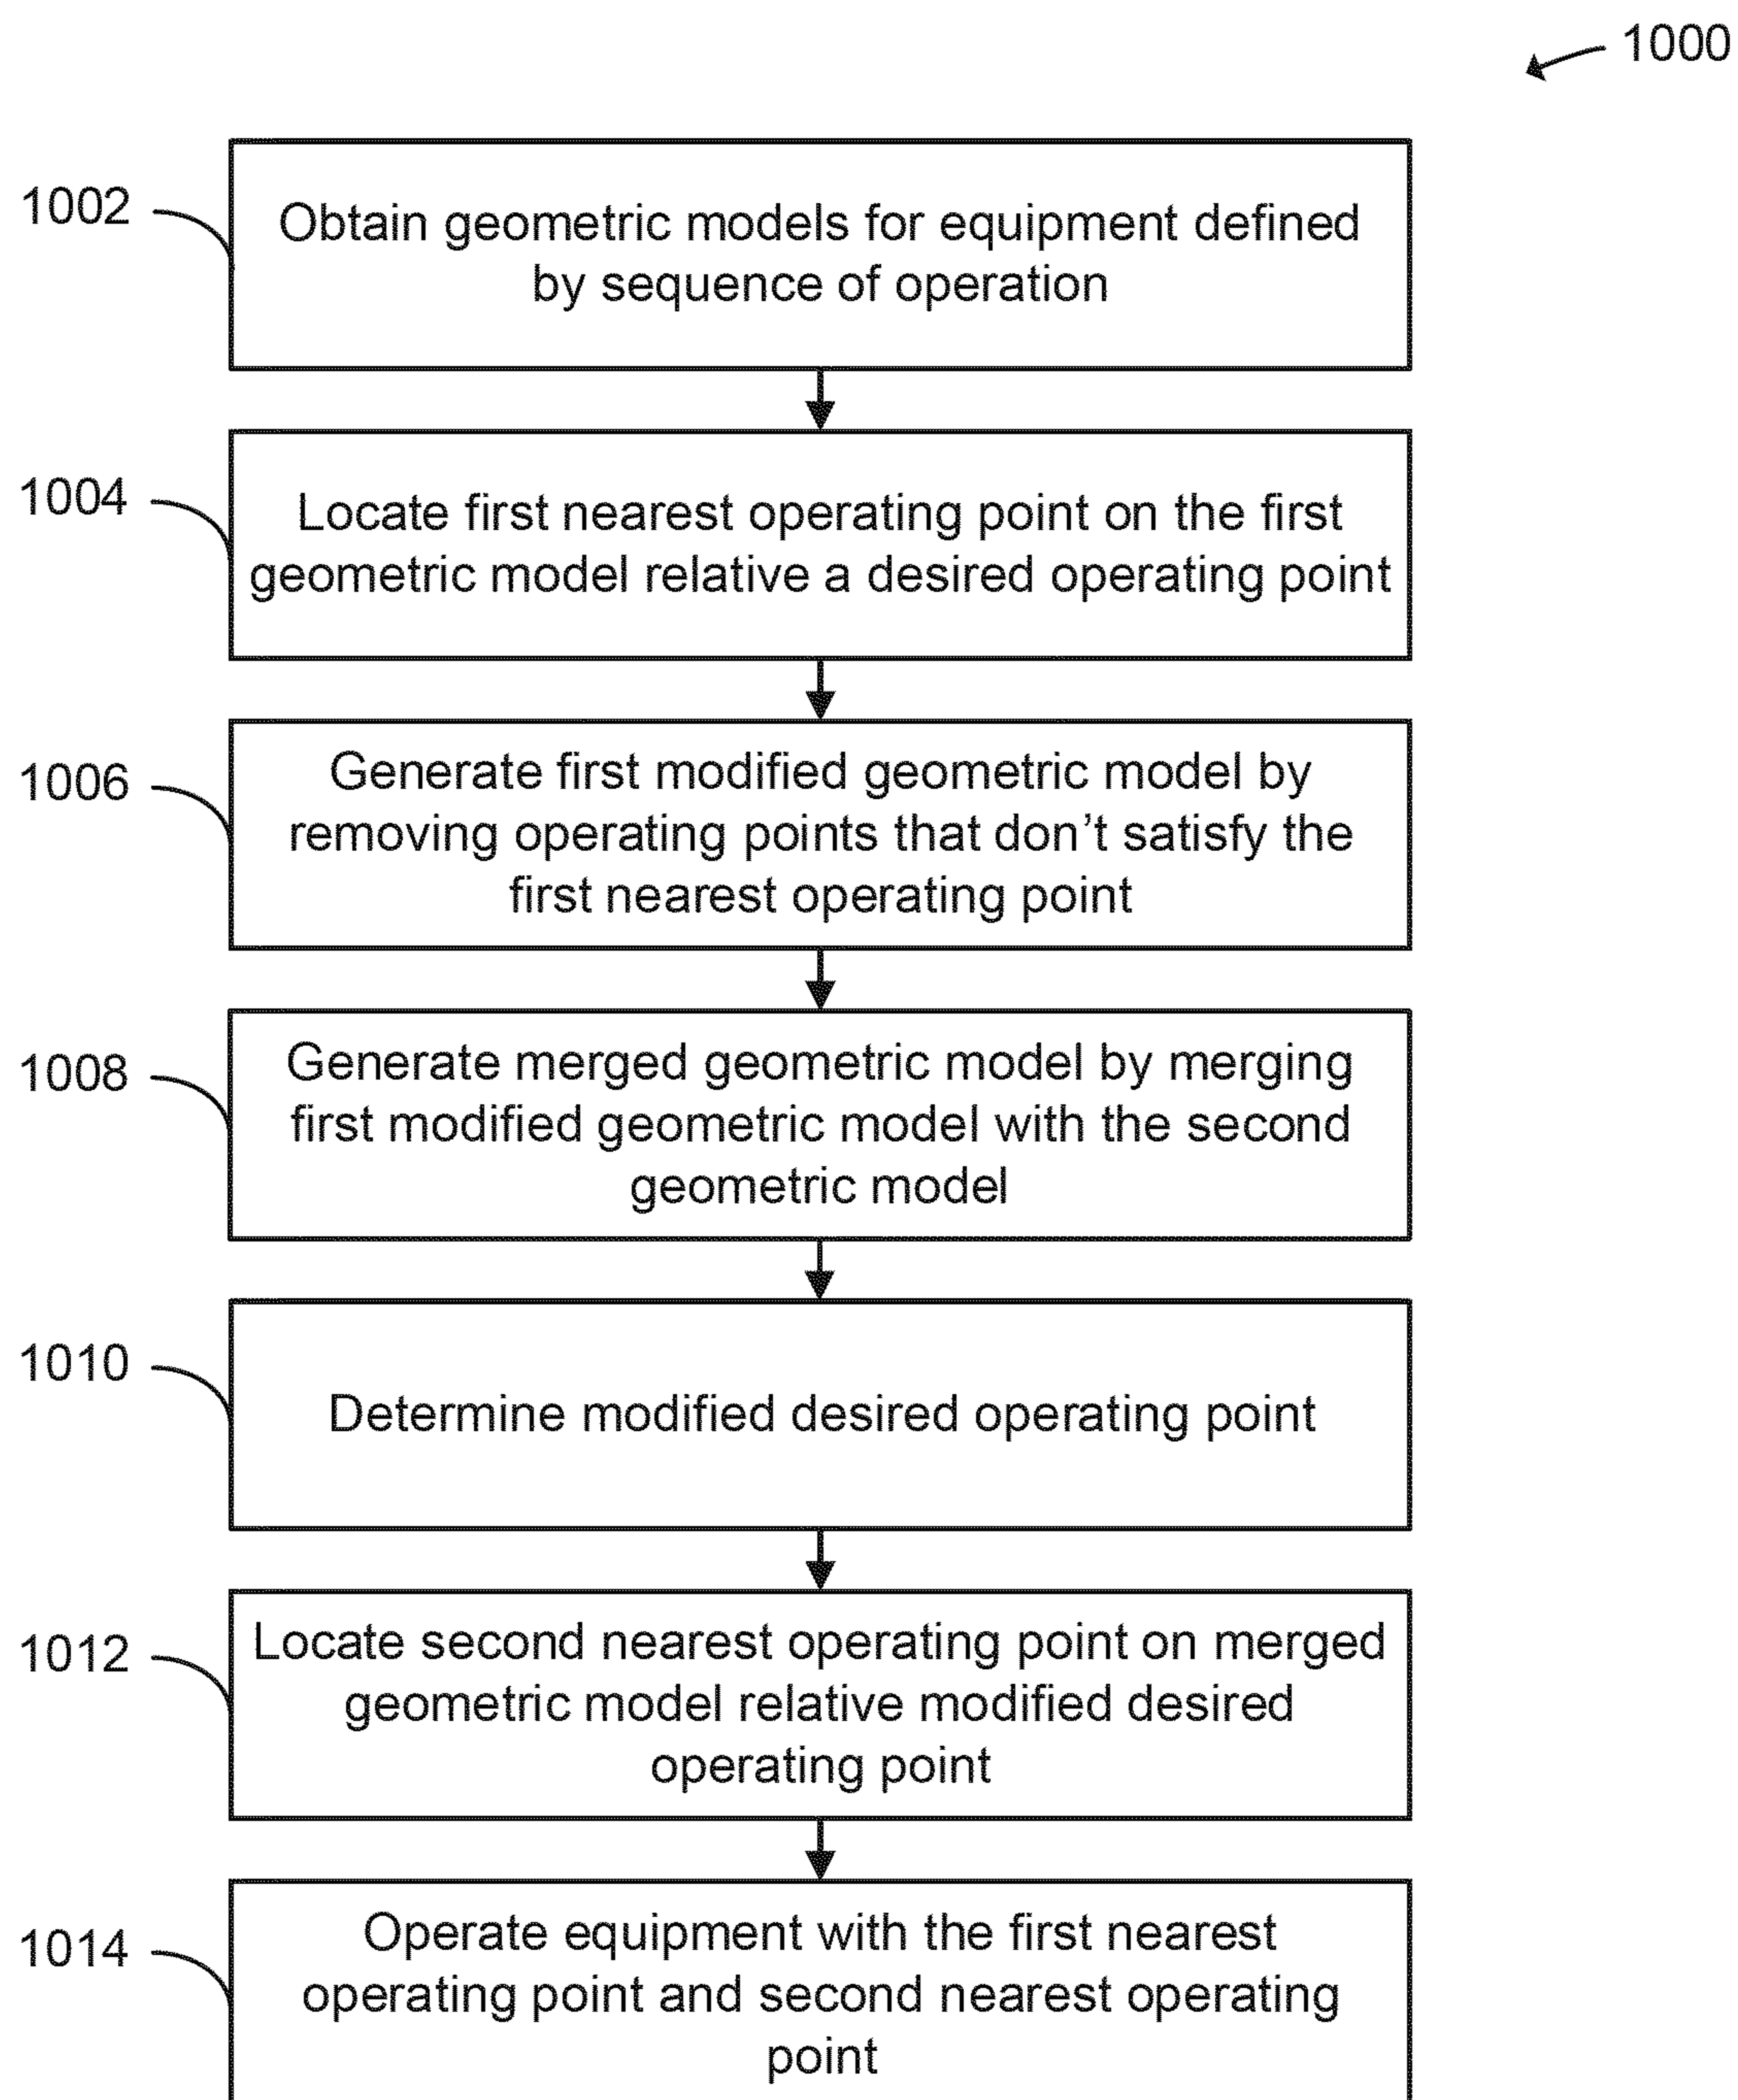 1000
1002
Obtain geometric models for equipment defined
by sequence of operation
1004
Locate first nearest operating point on the first
geometric model relative a desired operating point
1006
Generate first modified geometric model by
removing operating points that don't satisfy the
first nearest operating point
1008
Generate merged geometric model by merging
first modified geometric model with the second
geometric model
1010
Determine modified desired operating point
1012
Locate second nearest operating point on merged
geometric model relative modified desired
operating point
1014
Operate equipment with the first nearest
operating point and second nearest operating
point